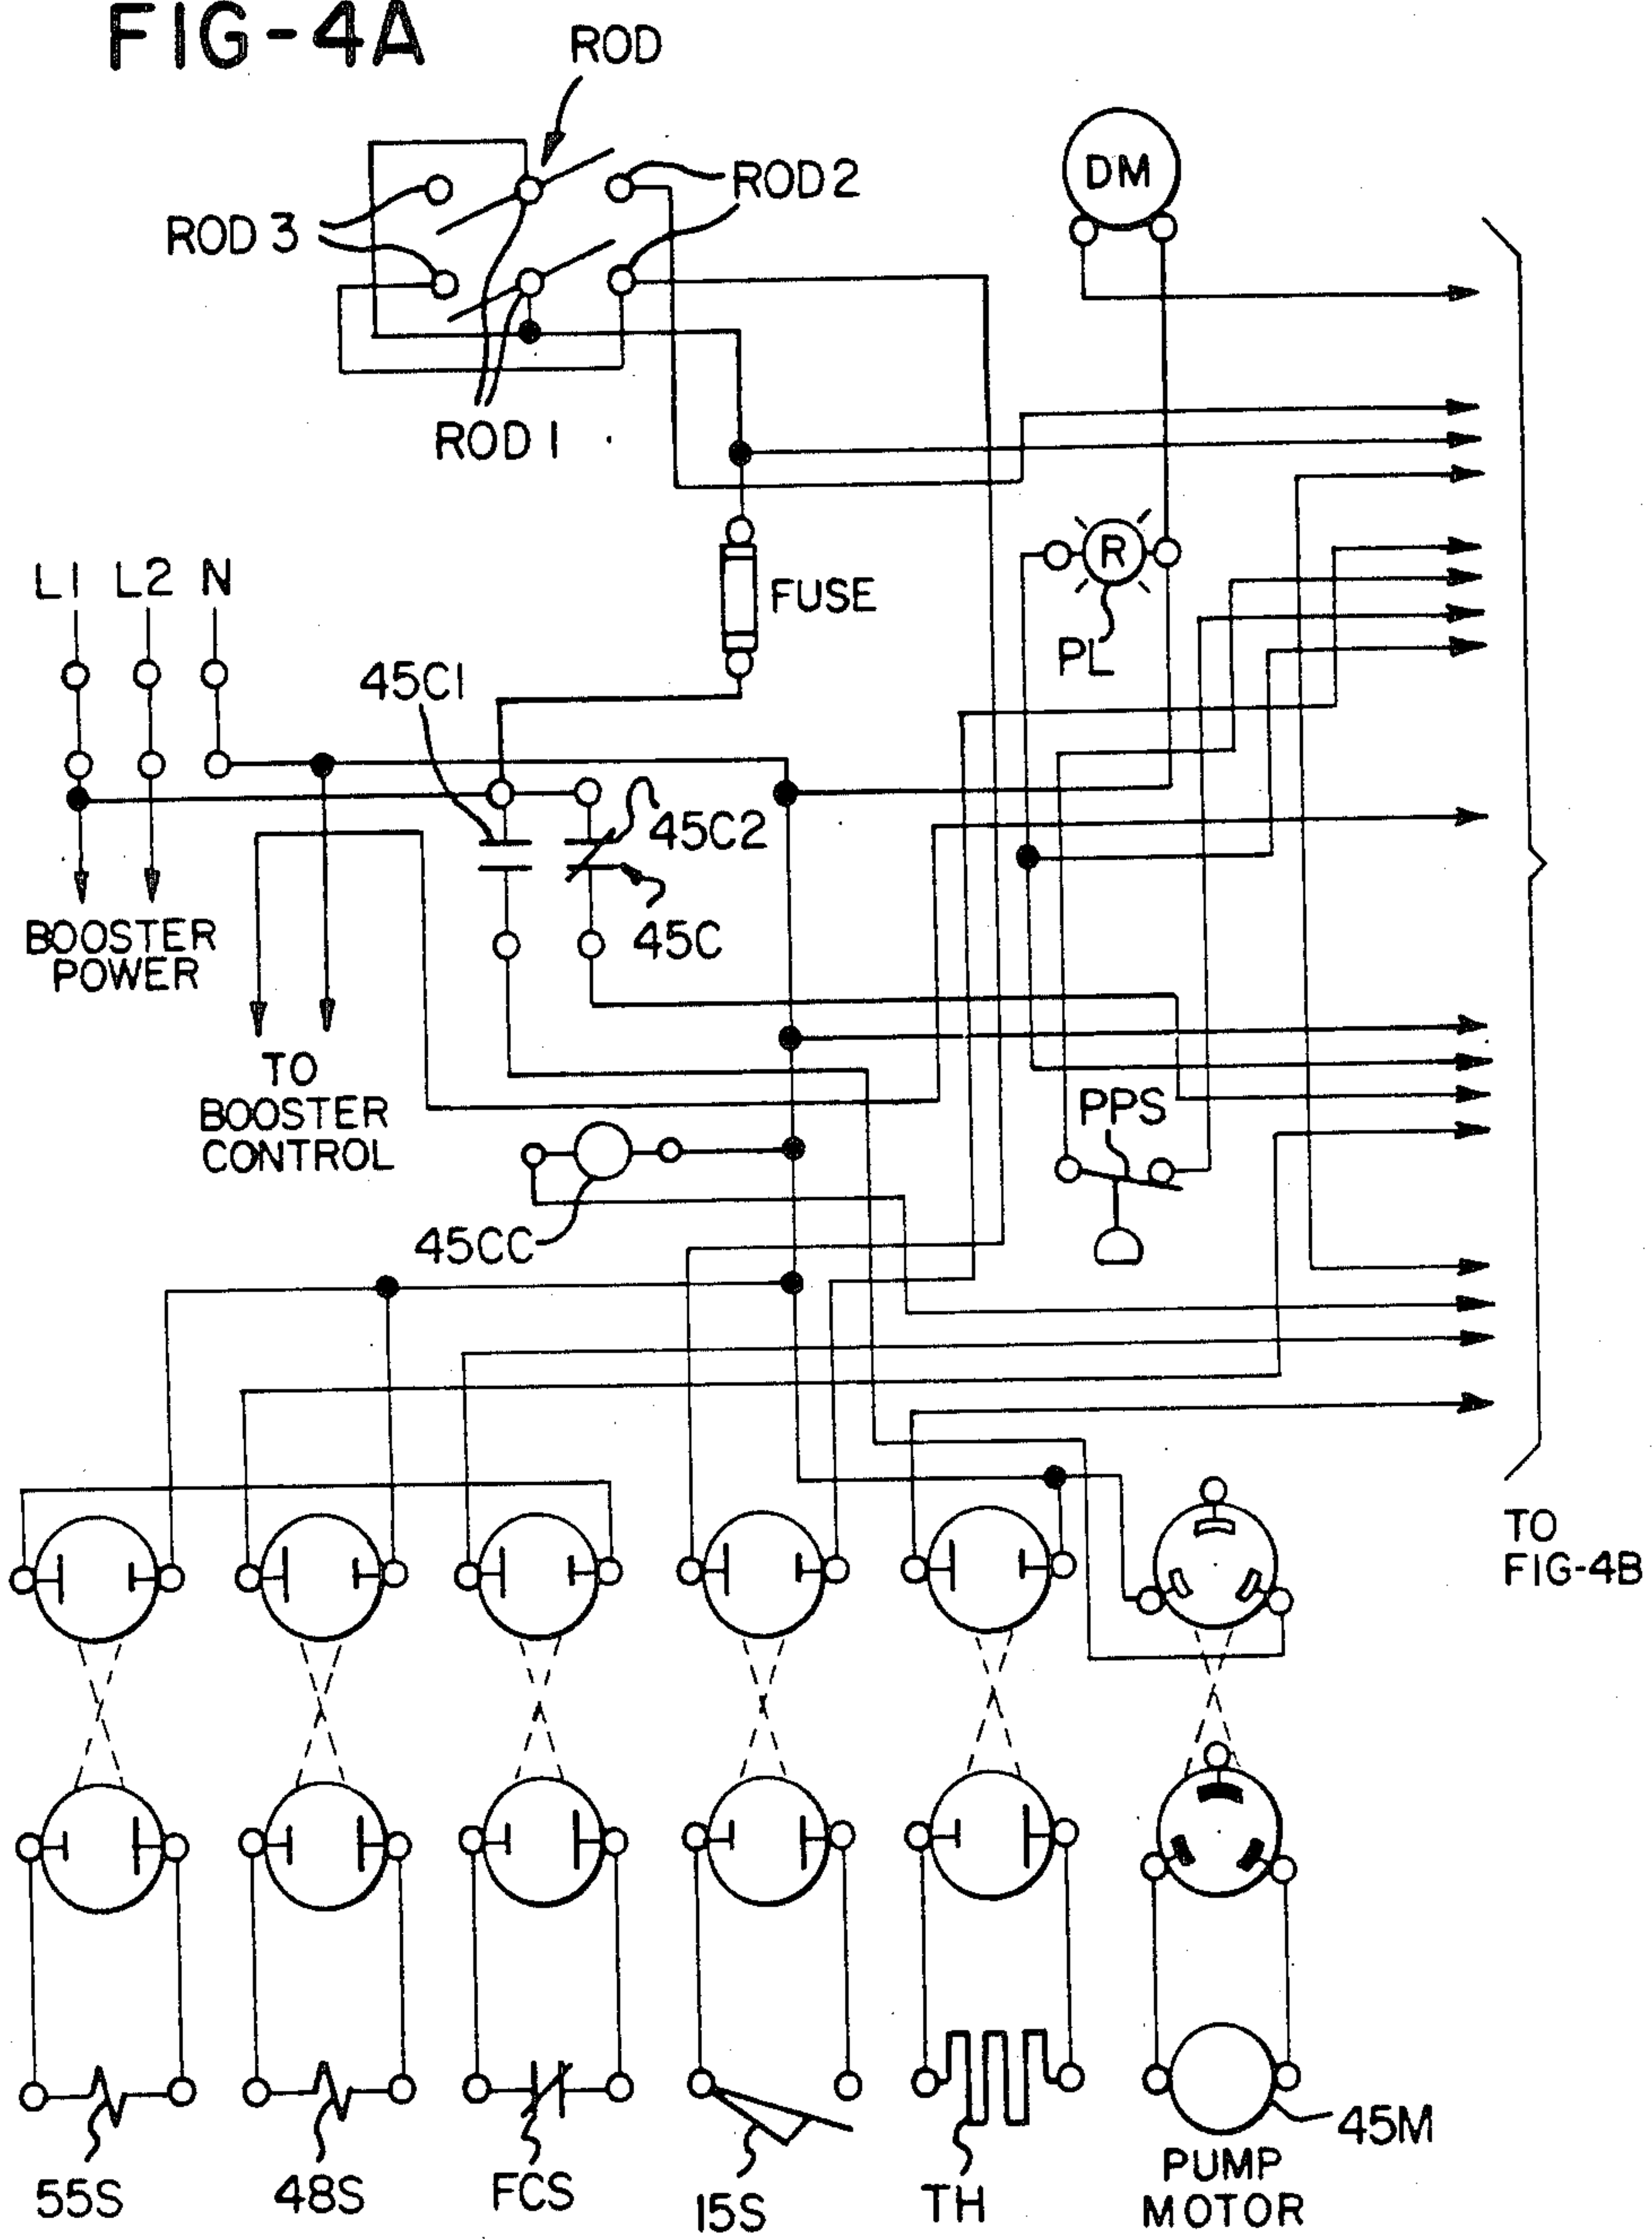 FIG-4A
ROD
DM
ROD 2
ROD 3
ROD 1
L1 L2 N
FUSE
R
PL
45C1
45C2
45C
BOOSTER
POWER
TO
BOOSTER
CONTROL
PPS
45CC
TO
FIG-4B
55S
48S
FCS
15S
TH
45M
PUMP
MOTOR